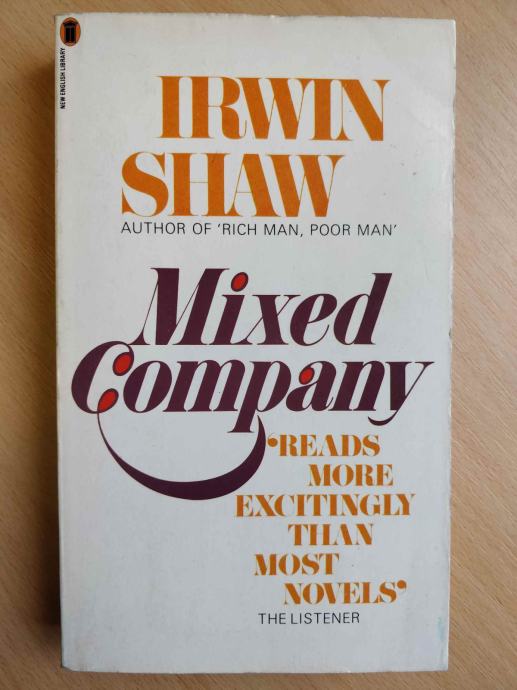 NEW ENGLISH LIBRARY
IRWIN
SHAW
AUTHOR OF 'RICH MAN, POOR MAN'
Mixed
Company
‘READS
MORE
EXCITINGLY
THAN
MOST
NOVELS’
THE LISTENER